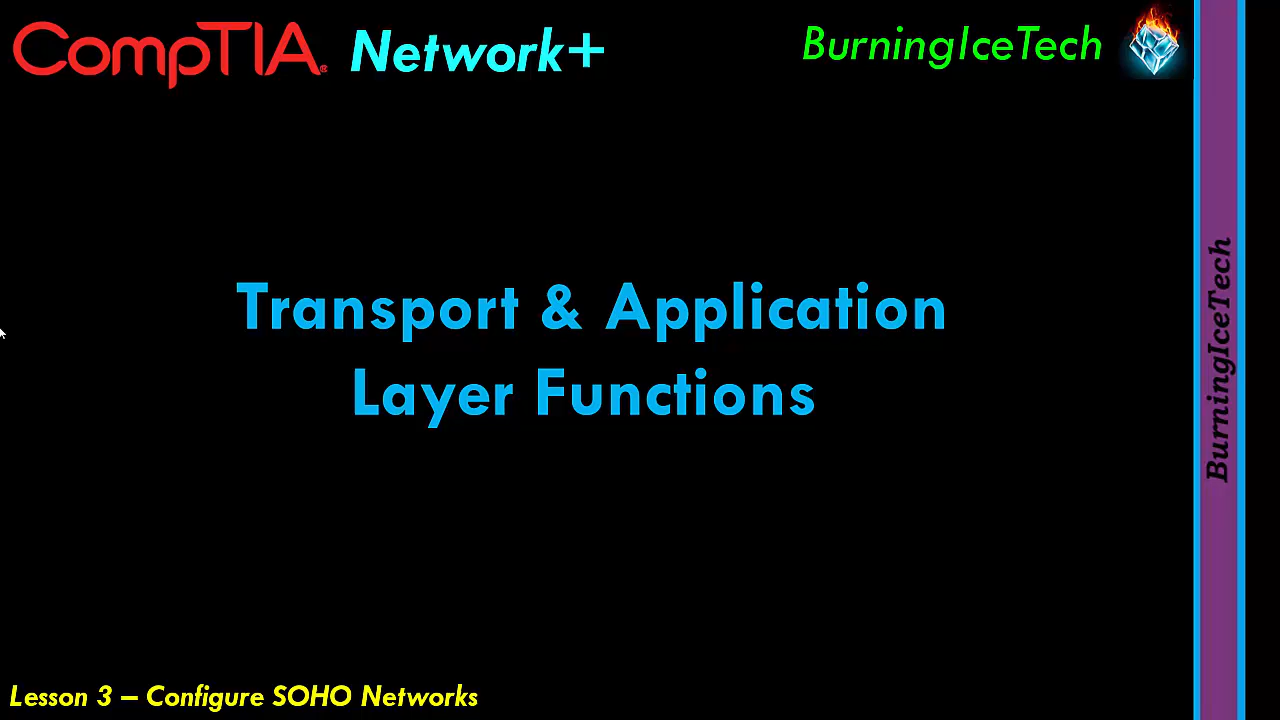 CompTIA® Network+
BurningIceTech
Transport & Application
Layer Functions
BurningIceTech
Lesson 3 – Configure SOHO Networks